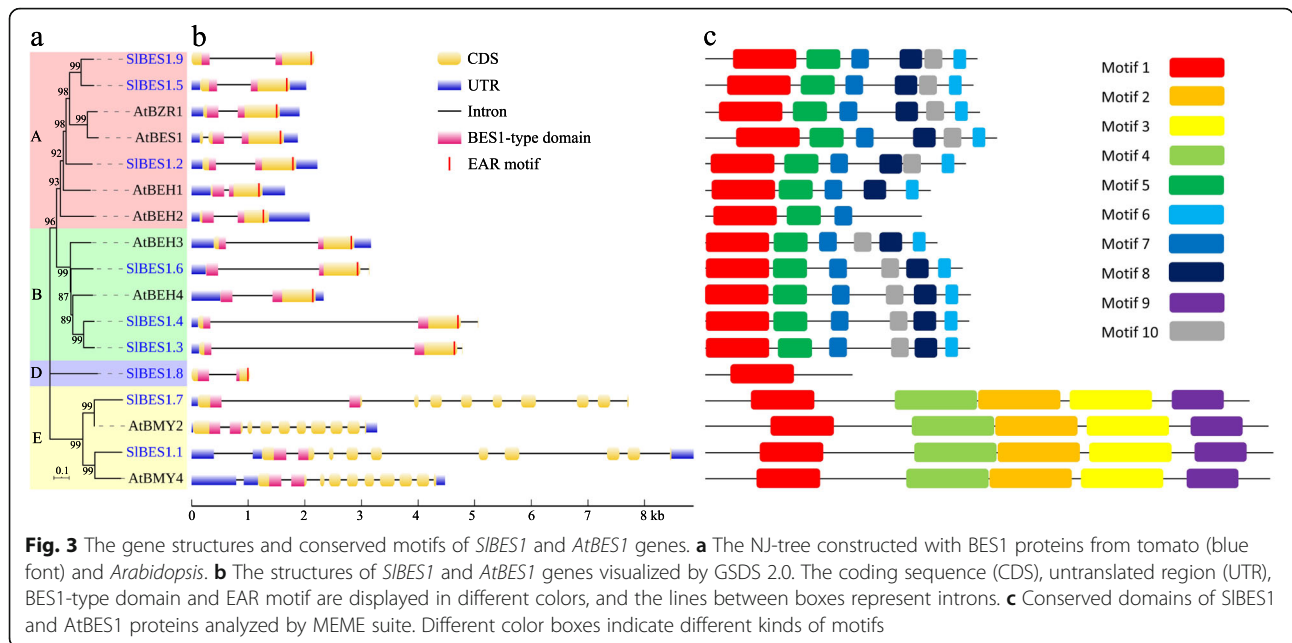 a
b
c
SlBES1.9
SlBES1.5
AtBZR1
AtBES1
SlBES1.2
AtBEH1
AtBEH2
AtBEH3
SlBES1.6
AtBEH4
SlBES1.4
SlBES1.3
SlBES1.8
SlBES1.7
AtBMY2
SlBES1.1
AtBMY4
A
B
D
E
99
98
98
99
92
93
96
99
87
89
99
99
99
99
0.1
CDS
UTR
Intron
BES1-type domain
EAR motif
0 1 2 3 4 5 6 7 8 kb
Motif 1
Motif 2
Motif 3
Motif 4
Motif 5
Motif 6
Motif 7
Motif 8
Motif 9
Motif 10
Fig. 3 The gene structures and conserved motifs of SlBES1 and AtBES1 genes. a The NJ-tree constructed with BES1 proteins from tomato (blue
font) and Arabidopsis. b The structures of SlBES1 and AtBES1 genes visualized by GSDS 2.0. The coding sequence (CDS), untranslated region (UTR),
BES1-type domain and EAR motif are displayed in different colors, and the lines between boxes represent introns. c Conserved domains of SlBES1
and AtBES1 proteins analyzed by MEME suite. Different color boxes indicate different kinds of motifs